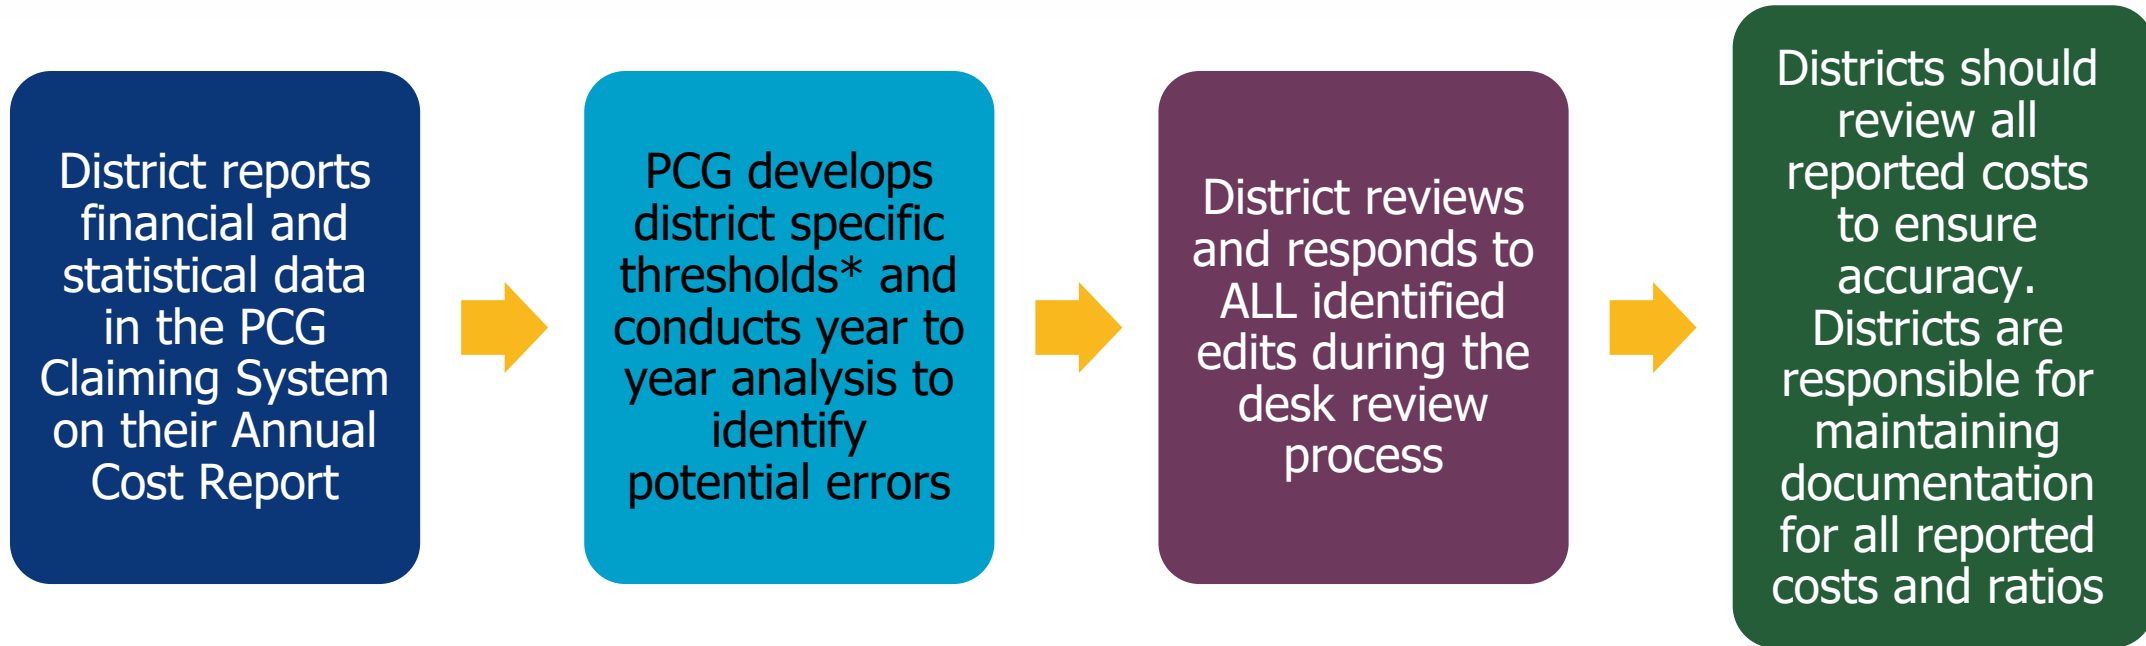 District reports
financial and
statistical data
in the PCG
Claiming System
on their Annual
Cost Report
PCG develops
district specific
thresholds* and
conducts year to
year analysis to
identify
potential errors
District reviews
and responds to
ALL identified
edits during the
desk review
process
Districts should
review all
reported costs
to ensure
accuracy.
Districts are
responsible for
maintaining
documentation
for all reported
costs and ratios